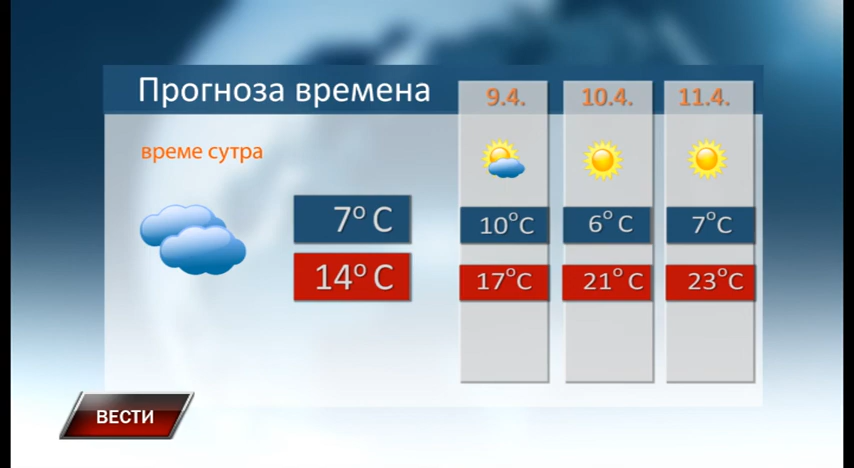 Прогноза времена
време сутра
7° C
14° C
9.4.
10°C
17°C
10.4.
6° C
21° C
11.4.
7°C
23°C
ВЕСТИ